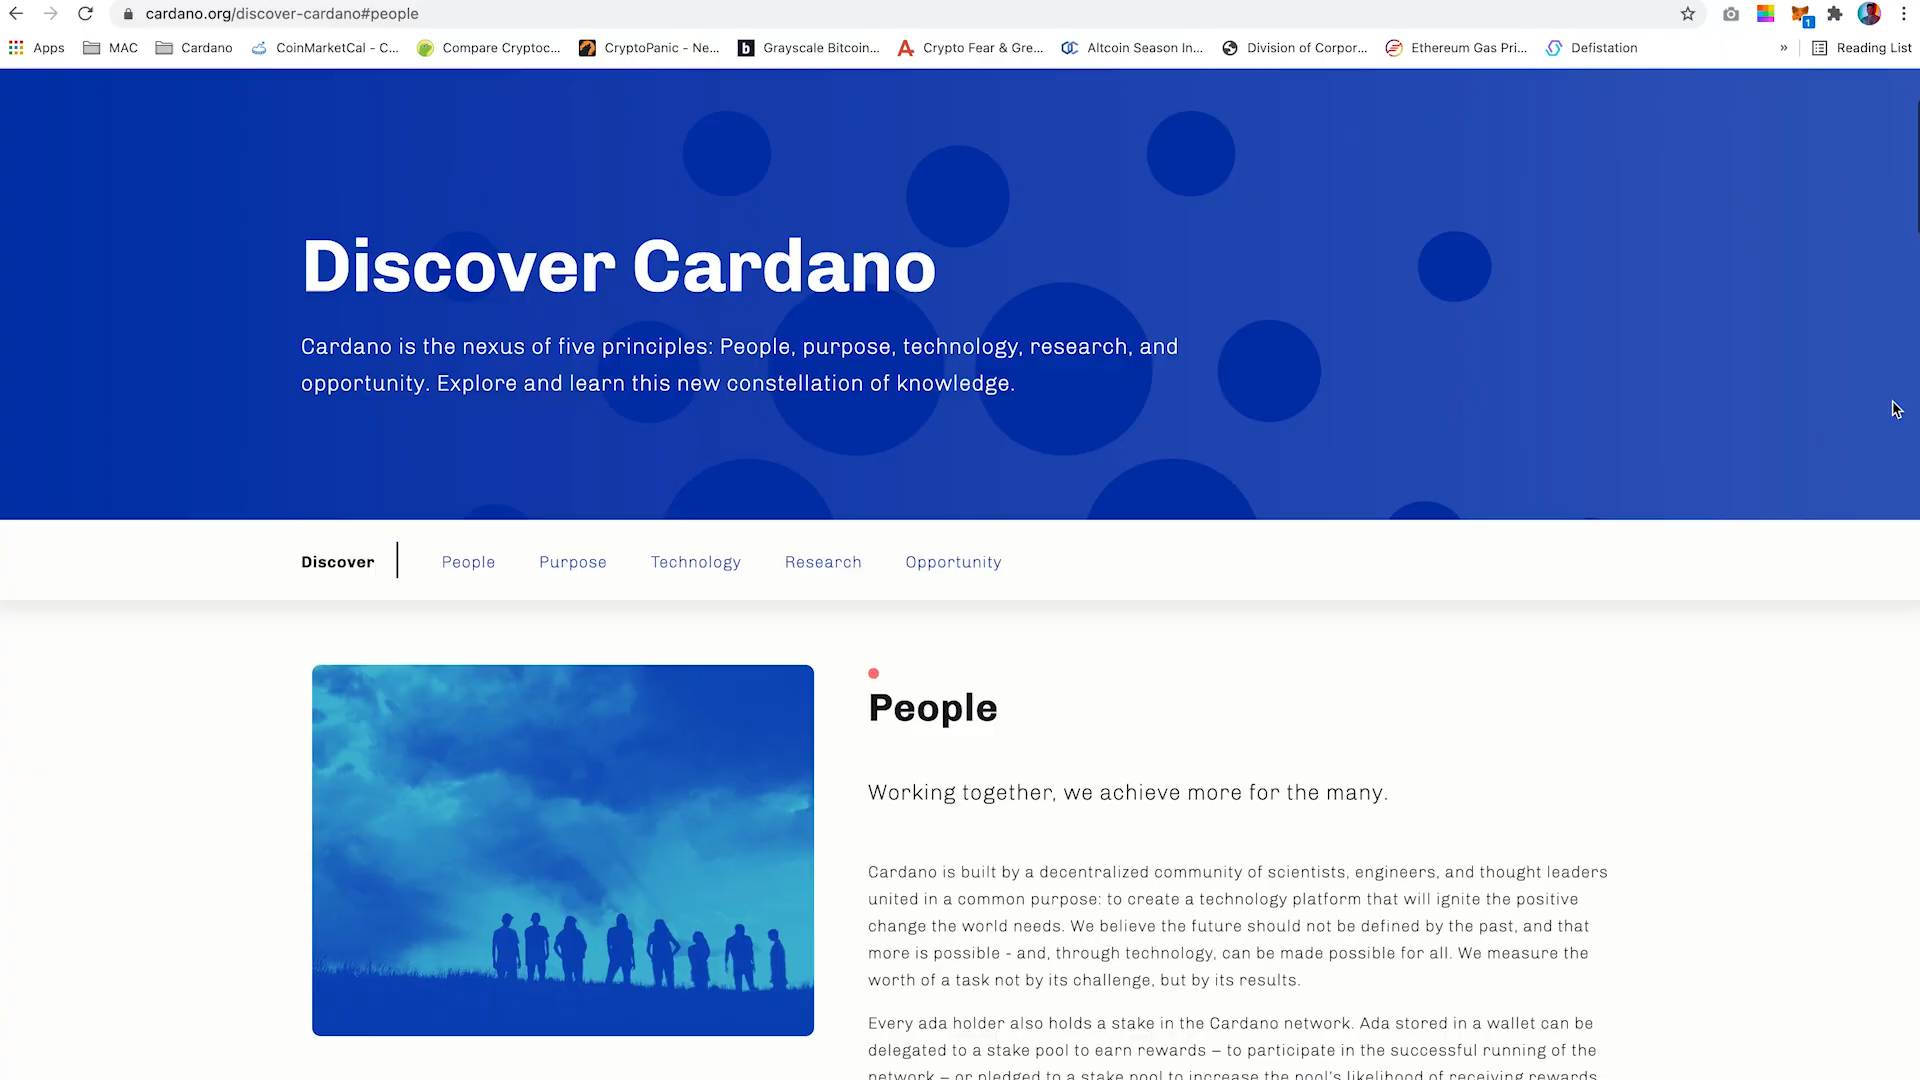 cardano.org/discover-cardano#people
1
Apps MAC Cardano CoinMarketCal - C... Compare Cryptoc... CryptoPanic - Ne... Grayscale Bitcoin... Crypto Fear & Gre... Altcoin Season In... Division of Corpor... Ethereum Gas Pri... Defistation » Reading List
Discover Cardano
Cardano is the nexus of five principles: People, purpose, technology, research, and
opportunity. Explore and learn this new constellation of knowledge.
Discover People Purpose Technology Research Opportunity
People
Working together, we achieve more for the many.
Cardano is built by a decentralized community of scientists, engineers, and thought leaders
united in a common purpose: to create a technology platform that will ignite the positive
change the world needs. We believe the future should not be defined by the past, and that
more is possible - and, through technology, can be made possible for all. We measure the
worth of a task not by its challenge, but by its results.
Every ada holder also holds a stake in the Cardano network. Ada stored in a wallet can be
delegated to a stake pool to earn rewards – to participate in the successful running of the
network – or pledged to a stake pool to increase the pool's likelihood of receiving rewards.